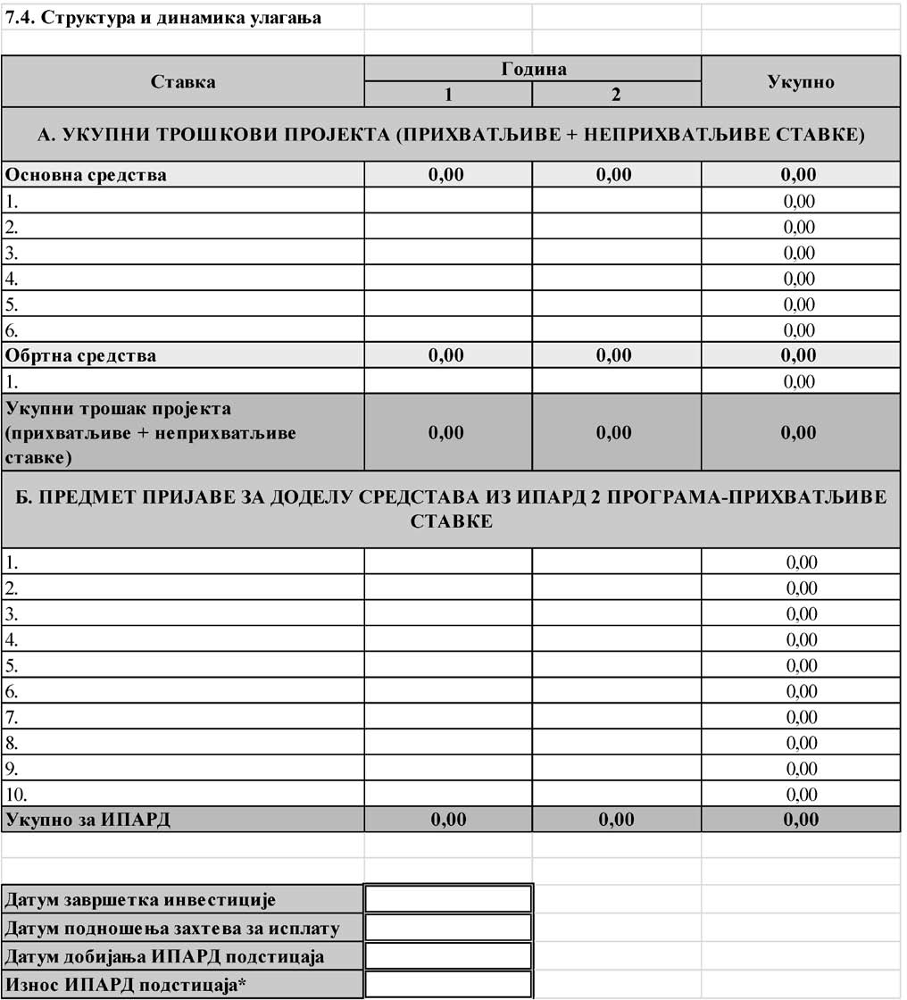 7.4. Структура и динамика улагања
Ставка Година Укупно
1 2
А. УКУПНИ ТРОШКОВИ ПРОЈЕКТА (ПРИХВАТЉИВЕ + НЕПРИХВАТЉИВЕ СТАВКЕ)
Основна средства 0,00 0,00 0,00
1. 0,00
2. 0,00
3. 0,00
4. 0,00
5. 0,00
6. 0,00
Обртна средства 0,00 0,00 0,00
1. 0,00
Укупни трошак пројекта
(прихватљиве + неприхватљиве 0,00 0,00 0,00
ставке)
Б. ПРЕДМЕТ ПРИЈАВЕ ЗА ДОДЕЛУ СРЕДСТАВА ИЗ ИПАРД 2 ПРОГРАМА-ПРИХВАТЉИВЕ
СТАВКЕ
1. 0,00
2. 0,00
3. 0,00
4. 0,00
5. 0,00
6. 0,00
7. 0,00
8. 0,00
9. 0,00
10. 0,00
Укупно за ИПАРД 0,00 0,00 0,00
Датум завршетка инвестиције
Датум подношења захтева за исплату
Датум добијања ИПАРД подстицаја
Износ ИПАРД подстицаја*